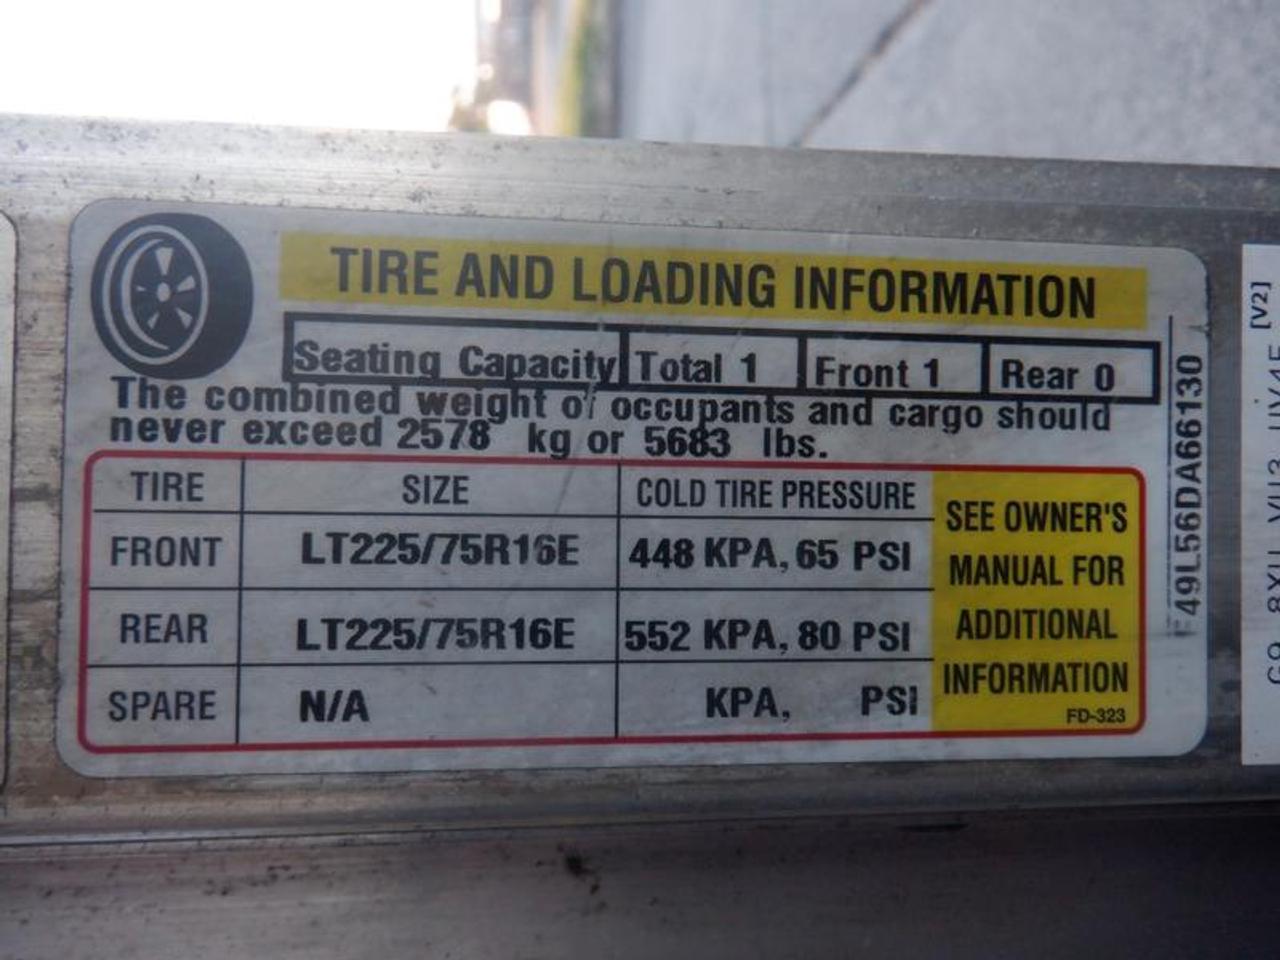 TIRE AND LOADING INFORMATION
Seating Capacity Total 1 Front 1 Rear 0
The combined weight of occupants and cargo should
never exceed 2578 kg or 5683 lbs.
TIRE SIZE COLD TIRE PRESSURE
FRONT LT225/75R16E 448 KPA, 65 PSI
REAR LT225/75R16E 552 KPA, 80 PSI
SPARE N/A KPA, PSI
SEE OWNER'S
MANUAL FOR
ADDITIONAL
INFORMATION
FD-323
F49L56DA66130
[V2]